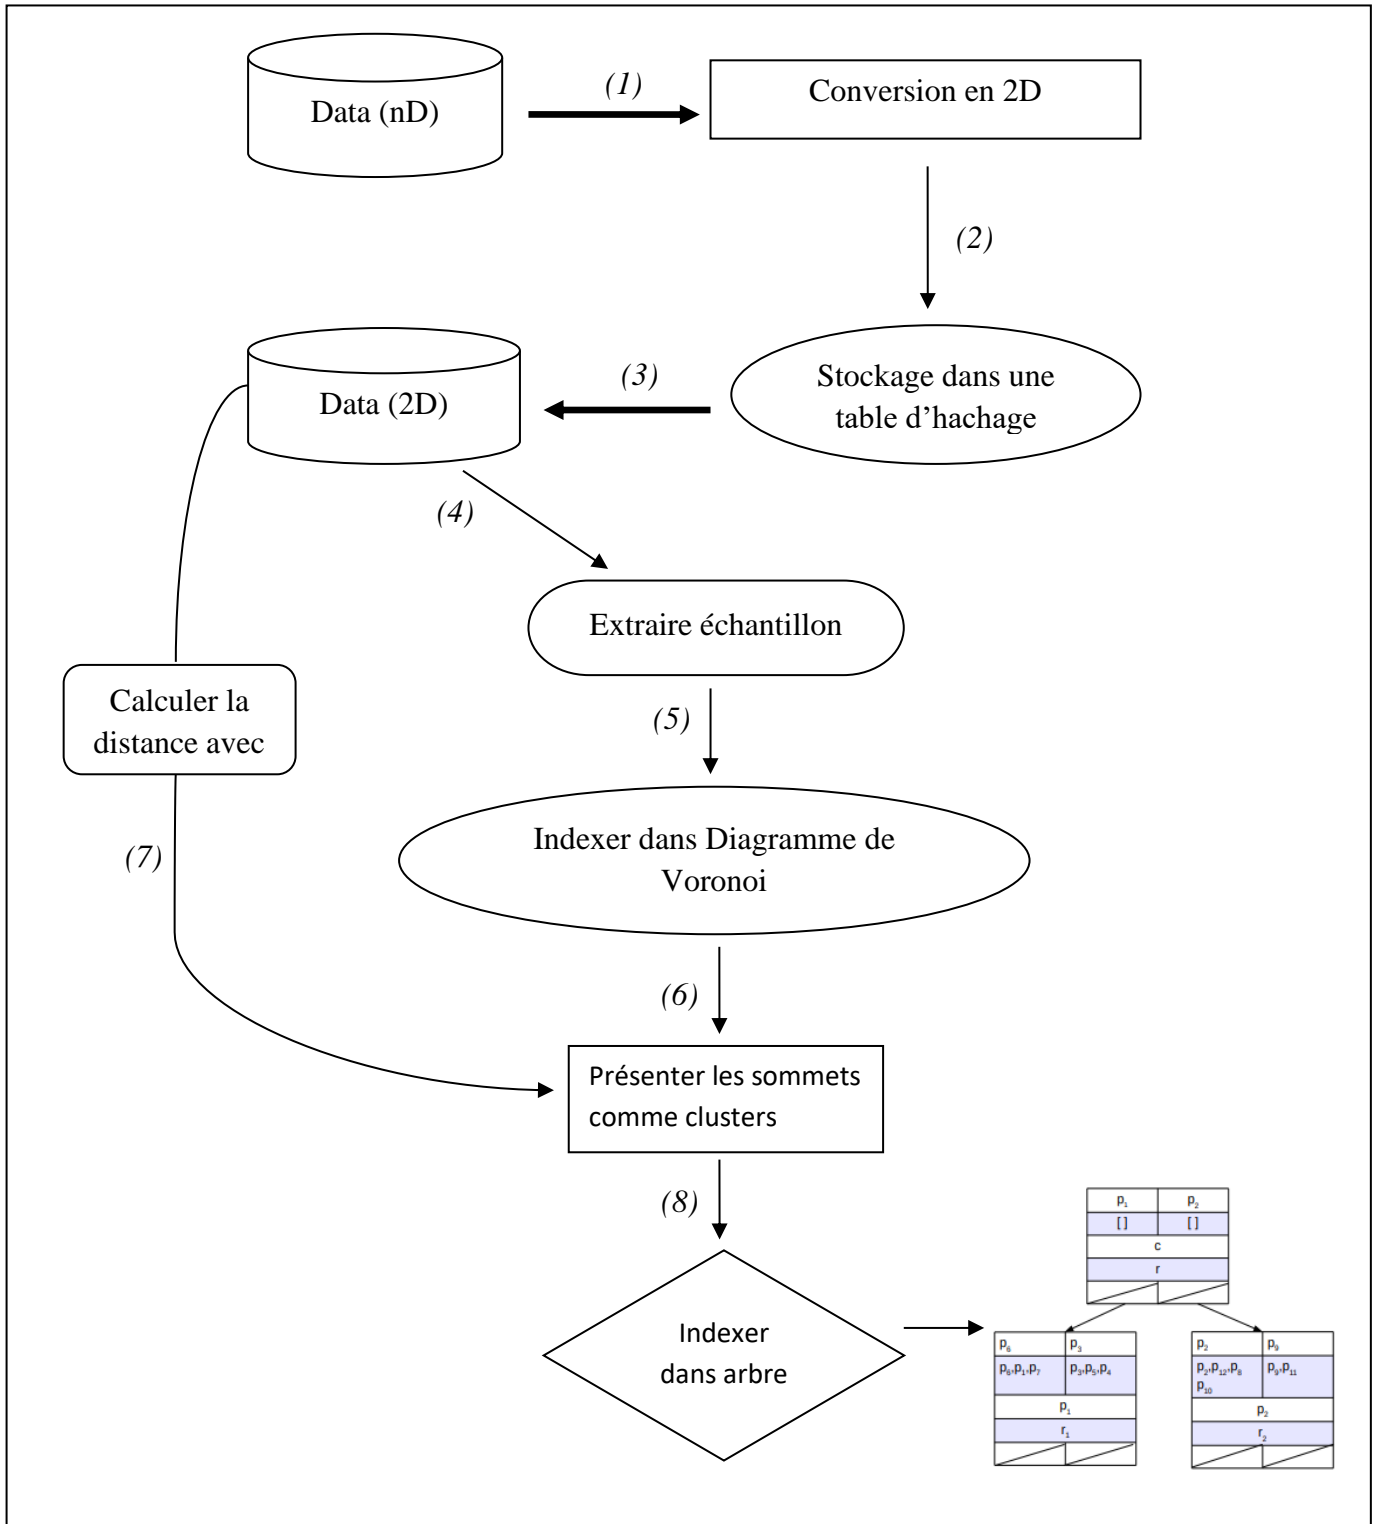 Data (nD)
(1)
Conversion en 2D
(2)
Stockage dans une
table d'hachage
(3)
Data (2D)
(4)
Extraire échantillon
(5)
Calculer la
distance avec
Indexer dans Diagramme de
Voronoi
(7)
(6)
Présenter les sommets
comme clusters
(8)
Indexer
dans arbre
p1 p2
[ ] [ ]
c
r
p6 p3
p6,p1,p7 p3,p5,p4
p1
r1
p2 p9
p2,p12,p8 p9,p11
p10
p2
r2